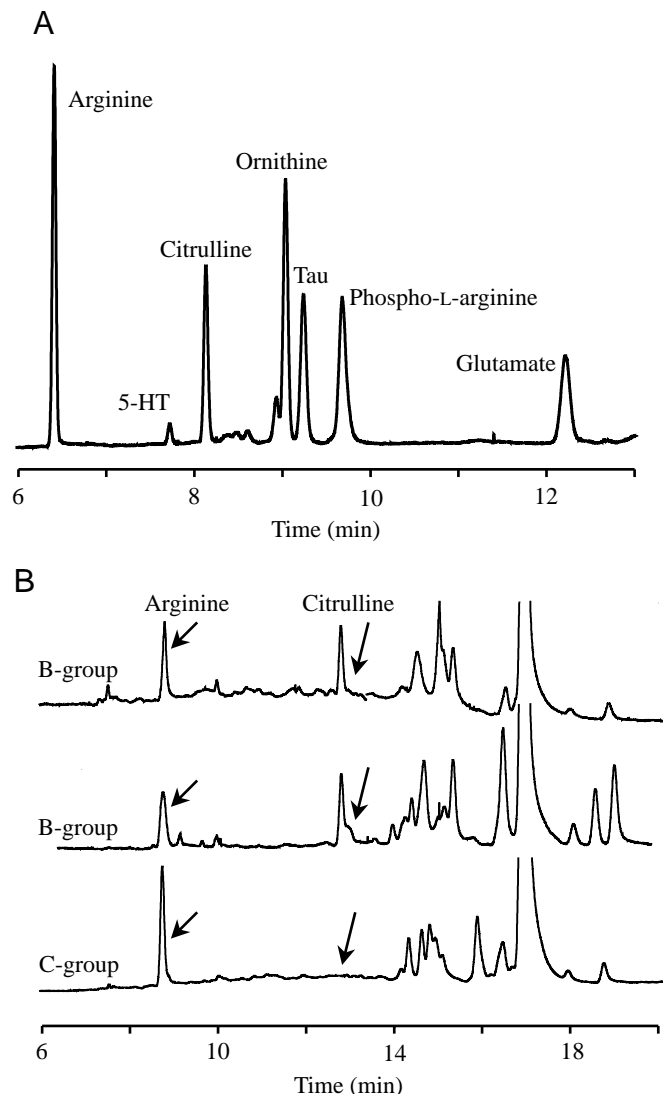 A
Arginine
Ornithine
Citrulline
Tau
Phospho-L-arginine
5-HT
Glutamate
6 8 10 12
Time (min)
B
Arginine Citrulline
B-group
B-group
C-group
6 10 14 18
Time (min)